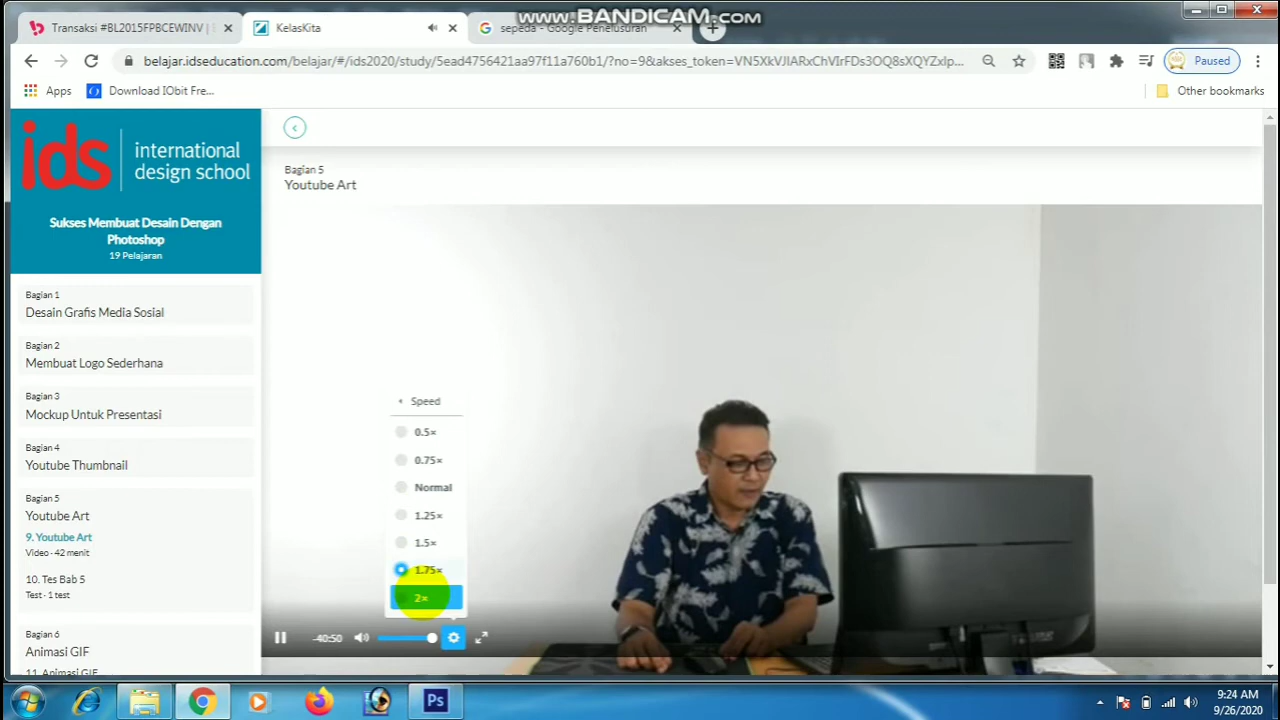 www.BANDICAM.com
Transaksi #BL2015FPBCEWINV |
KelasKita
sepeda - Google Penelusuran
belajar.idseducation.com/belajar/#/ids2020/study/5ead4756421aa97f11a760b1/?no=9&akses_token=VN5XkVJIARxChVIrFDs3OQ8sXQYZxlp...
Paused
Apps
Download IObit Fre...
Other bookmarks
ids
international
design school
Sukses Membuat Desain Dengan
Photoshop
19 Pelajaran
Bagian 1
Desain Grafis Media Sosial
Bagian 2
Membuat Logo Sederhana
Bagian 3
Mockup Untuk Presentasi
Bagian 4
Youtube Thumbnail
Bagian 5
Youtube Art
9. Youtube Art
Video - 42 menit
10. Tes Bab 5
Test - 1 test
Bagian 6
Animasi GIF
11. Animasi GIF
Bagian 5
Youtube Art
Speed
0.5×
0.75×
Normal
1.25×
1.5×
1.75×
2×
-40:50
Ps
9:24 AM
9/26/2020